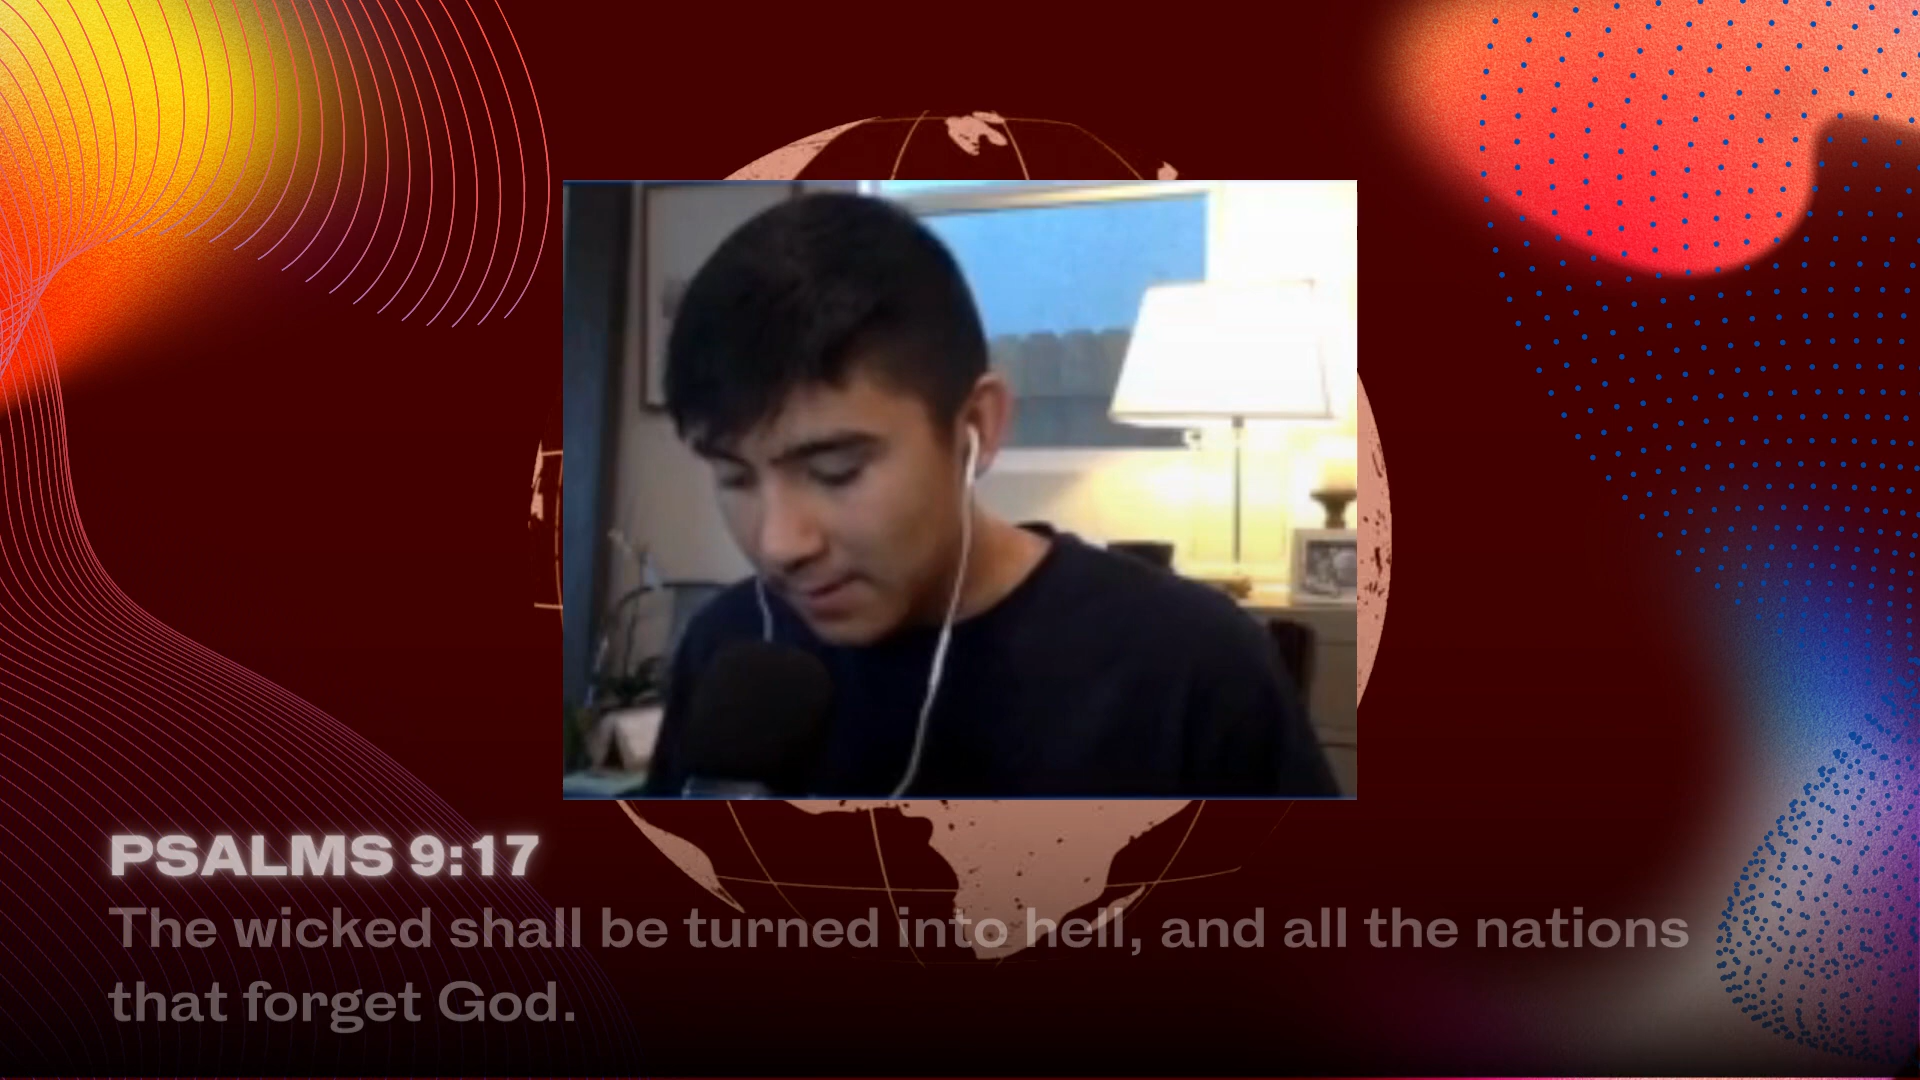 PSALMS 9:17
The wicked shall be turned into hell, and all the nations
that forget God.